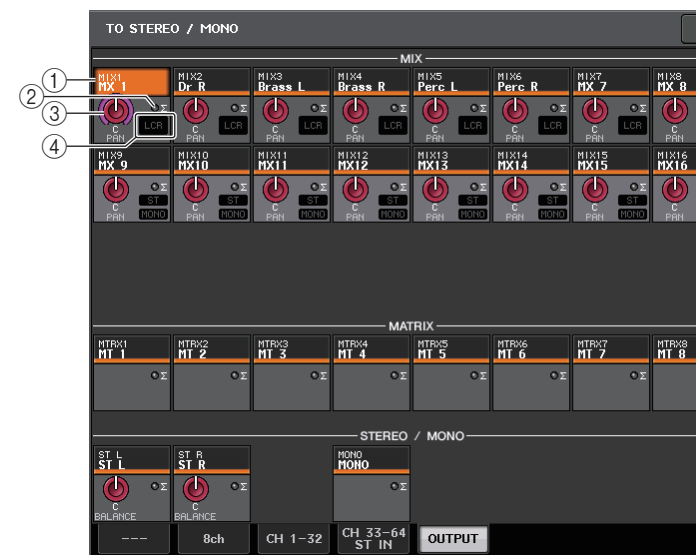 TO STEREO / MONO
MIX
MIX1 MIX2 MIX3 MIX4 MIX5 MIX6 MIX7 MIX8
MX 1 Dr R Brass L Brass R Perc L Perc R MX 7 MX 8
① ② ③ ④
Σ Σ Σ Σ Σ Σ Σ
LCR LCR LCR LCR LCR LCR LCR
C C C C C C C C
PAN PAN PAN PAN PAN PAN PAN PAN
MIX9 MIX10 MIX11 MIX12 MIX13 MIX14 MIX15 MIX16
MX 9 MX10 MX11 MX12 MX13 MX14 MX15 MX16
Σ Σ Σ Σ Σ Σ Σ
ST ST ST ST ST ST ST
C MONO C MONO C MONO C MONO C MONO C MONO C MONO C
PAN PAN PAN PAN PAN PAN PAN PAN
MATRIX
MTRX1 MTRX2 MTRX3 MTRX4 MTRX5 MTRX6 MTRX7 MTRX8
MT 1 MT 2 MT 3 MT 4 MT 5 MT 6 MT 7 MT 8
Σ Σ Σ Σ Σ Σ Σ
STEREO / MONO
ST L ST R MONO
ST L ST R MONO
Σ Σ Σ
C C
BALANCE BALANCE
--- 8ch CH 1-32 CH 33-64 OUTPUT
ST IN